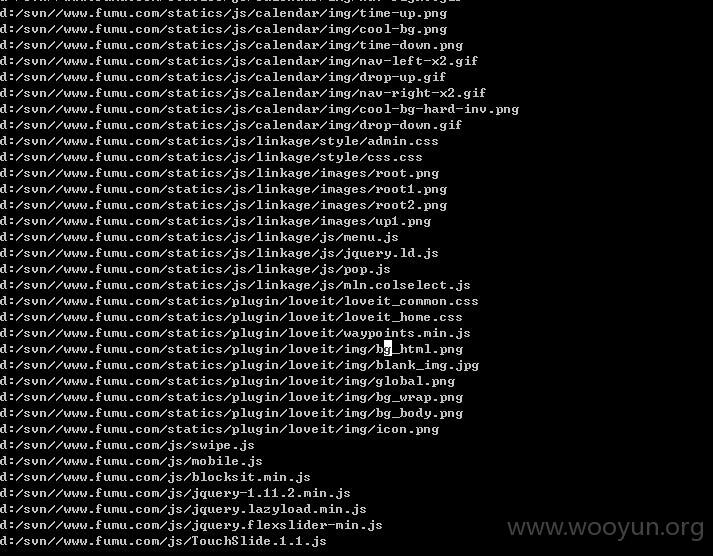 d:/svn//www.fumu.com/statics/js/calendar/img/time-up.png
d:/svn//www.fumu.com/statics/js/calendar/img/cool-bg.png
d:/svn//www.fumu.com/statics/js/calendar/img/time-down.png
d:/svn//www.fumu.com/statics/js/calendar/img/nav-left-x2.gif
d:/svn//www.fumu.com/statics/js/calendar/img/drop-up.gif
d:/svn//www.fumu.com/statics/js/calendar/img/nav-right-x2.gif
d:/svn//www.fumu.com/statics/js/calendar/img/cool-bg-hard-inv.png
d:/svn//www.fumu.com/statics/js/calendar/img/drop-down.gif
d:/svn//www.fumu.com/statics/js/linkage/style/admin.css
d:/svn//www.fumu.com/statics/js/linkage/style/css.css
d:/svn//www.fumu.com/statics/js/linkage/images/root.png
d:/svn//www.fumu.com/statics/js/linkage/images/root1.png
d:/svn//www.fumu.com/statics/js/linkage/images/root2.png
d:/svn//www.fumu.com/statics/js/linkage/images/up1.png
d:/svn//www.fumu.com/statics/js/linkage/js/menu.js
d:/svn//www.fumu.com/statics/js/linkage/js/jquery.ld.js
d:/svn//www.fumu.com/statics/js/linkage/js/pop.js
d:/svn//www.fumu.com/statics/js/linkage/js/mln.colselect.js
d:/svn//www.fumu.com/statics/plugin/loveit/loveit_common.css
d:/svn//www.fumu.com/statics/plugin/loveit/loveit_home.css
d:/svn//www.fumu.com/statics/plugin/loveit/waypoints.min.js
d:/svn//www.fumu.com/statics/plugin/loveit/img/bg_html.png
d:/svn//www.fumu.com/statics/plugin/loveit/img/blank_img.jpg
d:/svn//www.fumu.com/statics/plugin/loveit/img/global.png
d:/svn//www.fumu.com/statics/plugin/loveit/img/bg_wrap.png
d:/svn//www.fumu.com/statics/plugin/loveit/img/bg_body.png
d:/svn//www.fumu.com/statics/plugin/loveit/img/icon.png
d:/svn//www.fumu.com/js/swipe.js
d:/svn//www.fumu.com/js/mobile.js
d:/svn//www.fumu.com/js/blocksit.min.js
d:/svn//www.fumu.com/js/jquery-1.11.2.min.js
d:/svn//www.fumu.com/js/jquery.lazyload.min.js
d:/svn//www.fumu.com/js/jquery.flexslider-min.js
d:/svn//www.fumu.com/js/TouchSlide.1.1.js
www.wooyun.org